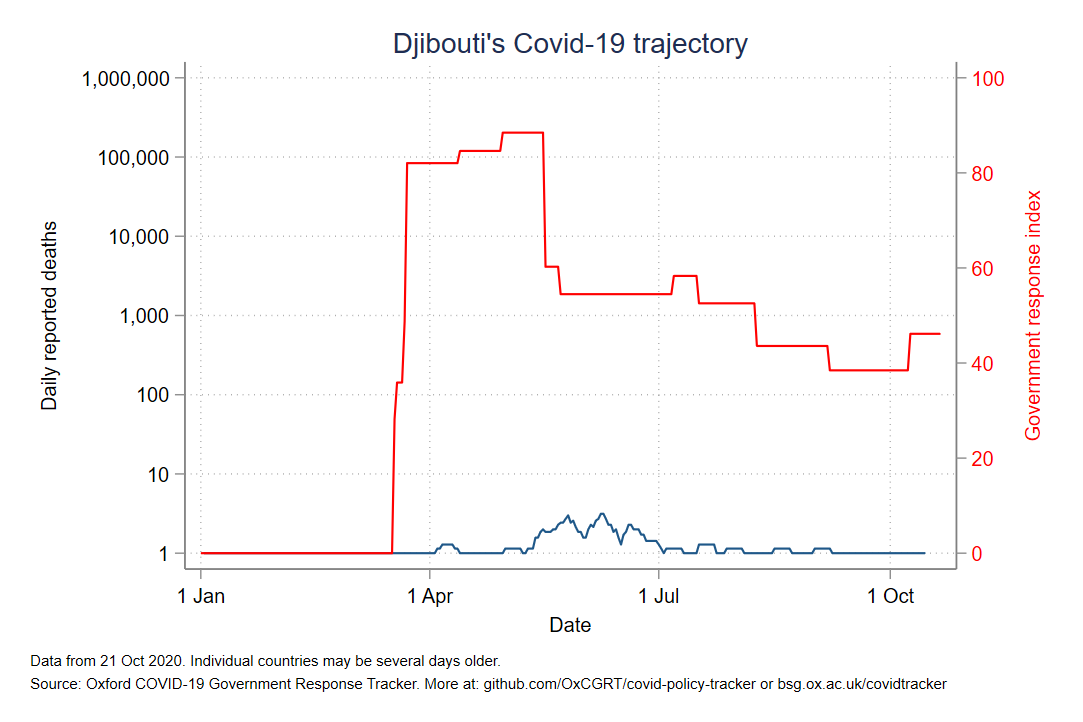 Djibouti's Covid-19 trajectory
1,000,000
100,000
10,000
1,000
100
10
1
Daily reported deaths
100
80
60
40
20
0
Government response index
1 Jan
1 Apr
1 Jul
1 Oct
Date
Data from 21 Oct 2020. Individual countries may be several days older.
Source: Oxford COVID-19 Government Response Tracker. More at: github.com/OxCGRT/covid-policy-tracker or bsg.ox.ac.uk/covidtracker